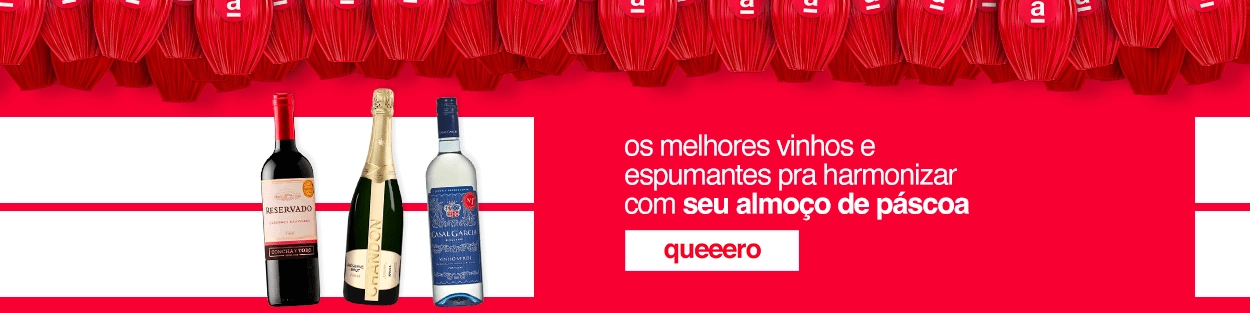 a
a
a
a
a
a
a
a
os melhores vinhos e
espumantes pra harmonizar
com seu almoço de páscoa
queeero
RESERVADO
CONCHA Y TORO
CHANDON
CASAL GARCIA
VINHO VERDE